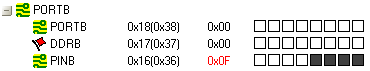 PORTB
PORTB 0x18(0x38) 0x00
DDRB 0x17(0x37) 0x00
PINB 0x16(0x36) 0x0F